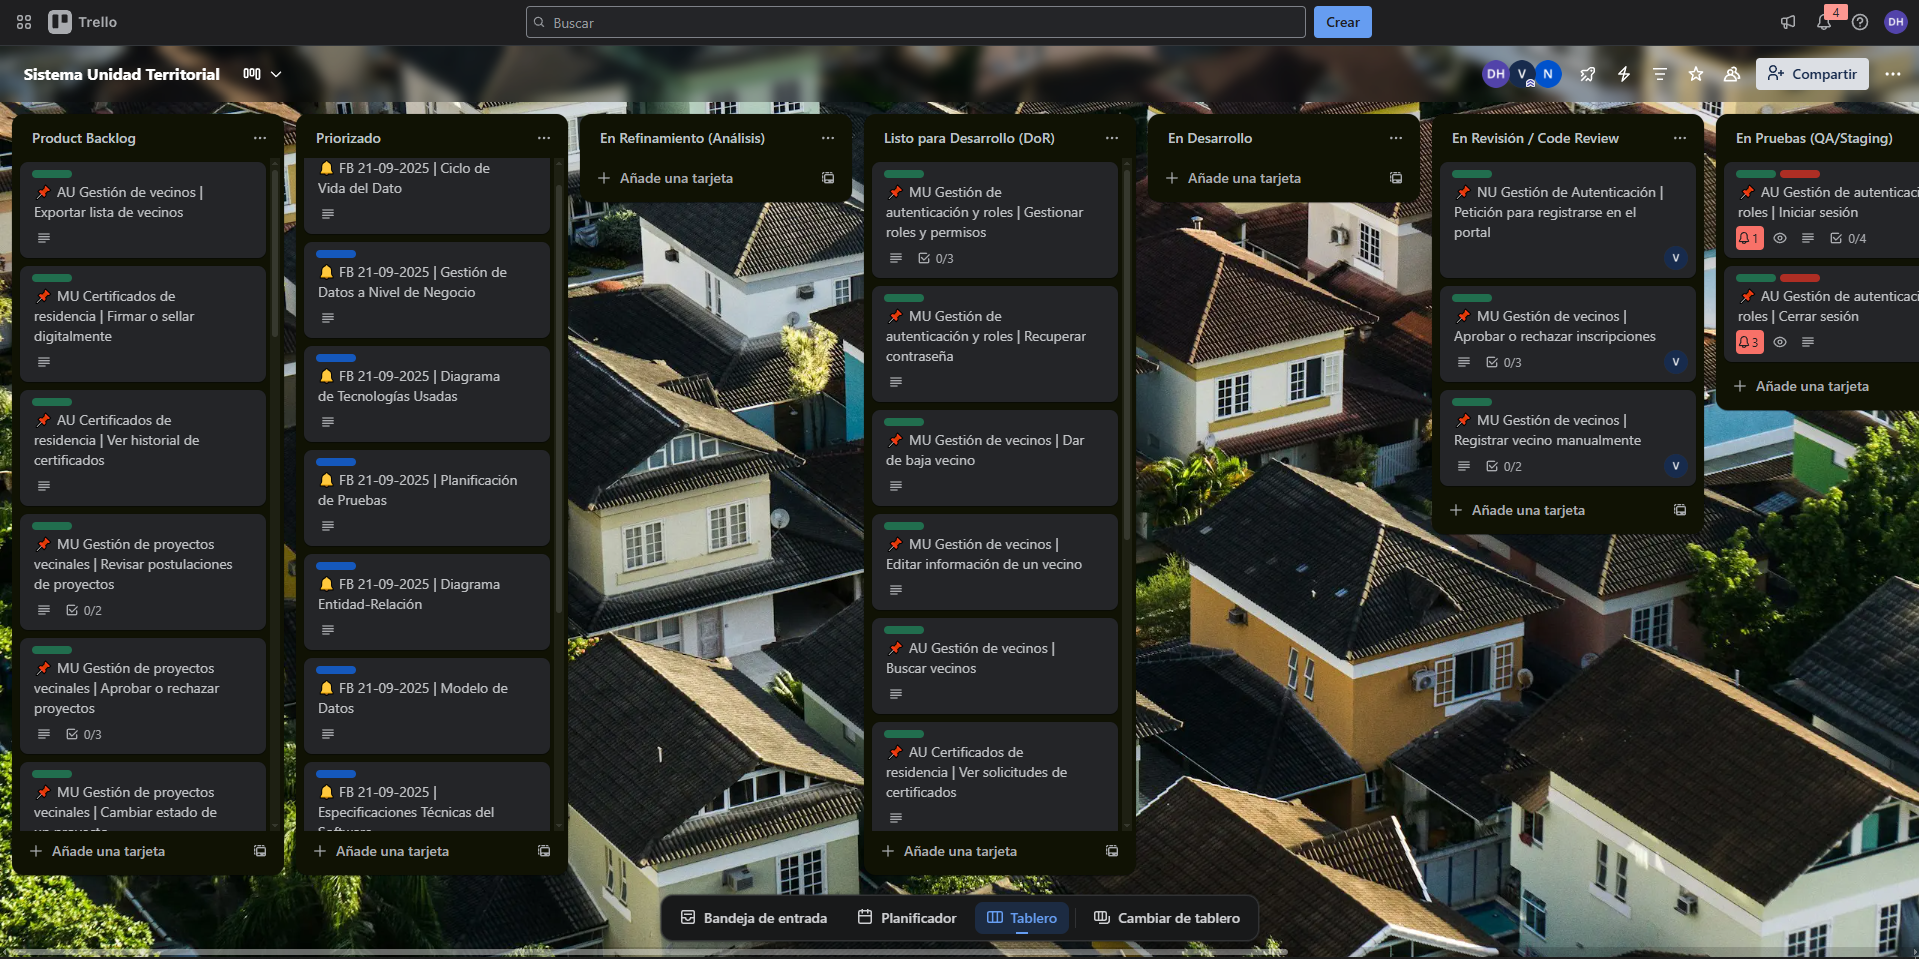 Trello
Buscar
Crear
4
DH
Sistema Unidad Territorial
DH
V
N
Compartir
Product Backlog
AU Gestión de vecinos |
Exportar lista de vecinos
MU Certificados de
residencia | Firmar o sellar
digitalmente
AU Certificados de
residencia | Ver historial de
certificados
MU Gestión de proyectos
vecinales | Revisar postulaciones
de proyectos
0/2
MU Gestión de proyectos
vecinales | Aprobar o rechazar
proyectos
0/3
MU Gestión de proyectos
vecinales | Cambiar estado de
un proyecto
Añade una tarjeta
Priorizado
FB 21-09-2025 | Ciclo de
Vida del Dato
FB 21-09-2025 | Gestión de
Datos a Nivel de Negocio
FB 21-09-2025 | Diagrama
de Tecnologías Usadas
FB 21-09-2025 | Planificación
de Pruebas
FB 21-09-2025 | Diagrama
Entidad-Relación
FB 21-09-2025 | Modelo de
Datos
FB 21-09-2025 |
Especificaciones Técnicas del
Software
Añade una tarjeta
En Refinamiento (Análisis)
Añade una tarjeta
Listo para Desarrollo (DoR)
MU Gestión de
autenticación y roles | Gestionar
roles y permisos
0/3
MU Gestión de
autenticación y roles | Recuperar
contraseña
MU Gestión de vecinos | Dar
de baja vecino
MU Gestión de vecinos |
Editar información de un vecino
AU Gestión de vecinos |
Buscar vecinos
AU Certificados de
residencia | Ver solicitudes de
certificados
Añade una tarjeta
En Desarrollo
Añade una tarjeta
En Revisión / Code Review
NU Gestión de Autenticación |
Petición para registrarse en el
portal
V
MU Gestión de vecinos |
Aprobar o rechazar inscripciones
0/3
V
MU Gestión de vecinos |
Registrar vecino manualmente
0/2
V
Añade una tarjeta
En Pruebas (QA/Staging)
AU Gestión de autenticaci
roles | Iniciar sesión
1
0/4
AU Gestión de autenticaci
roles | Cerrar sesión
3
Añade una tarjeta
Bandeja de entrada
Planificador
Tablero
Cambiar de tablero